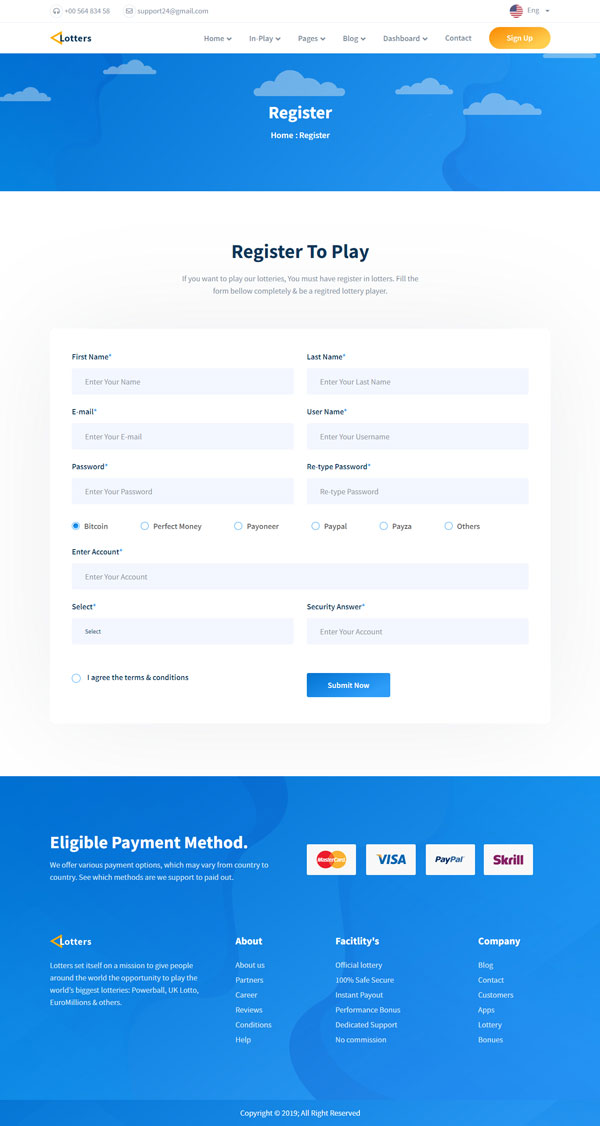 +00 564 834 58 support24@gmail.com Eng
Lotters Home In-Play Pages Blog Dashboard Contact Sign Up
Register
Home : Register
Register To Play
If you want to play our lotteries, You must have register in lotters. Fill the
form bellow completely & be a regitred lottery player.
First Name* Last Name*
Enter Your Name Enter Your Last Name
E-mail* User Name*
Enter Your E-mail Enter Your Username
Password* Re-type Password*
Enter Your Password Re-type Password
Bitcoin Perfect Money Payoneer Paypal Payza Others
Enter Account*
Enter Your Account
Select* Security Answer*
Select Enter Your Account
I agree the terms & conditions Submit Now
Eligible Payment Method.
We offer various payment options, which may vary from country to
country. See which methods are we support to paid out.
MasterCard VISA PayPal Skrill
Lotters About Facitlity's Company
Lotters set itself on a mission to give people About us Official lottery Blog
around the world the opportunity to play the Partners 100% Safe Secure Contact
world's biggest lotteries: Powerball, UK Lotto, Career Instant Payout Customers
EuroMillions & others. Reviews Performance Bonus Apps
Conditions Dedicated Support Lottery
Help No commission Bonues
Copyright © 2019; All Right Reserved